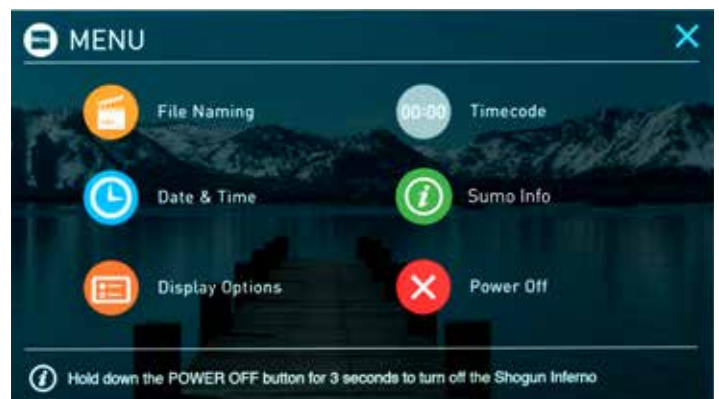 MENU
File Naming
00:00
Timecode
Date & Time
Sumo Info
Display Options
Power Off
Hold down the POWER OFF button for 3 seconds to turn off the Shogun Inferno